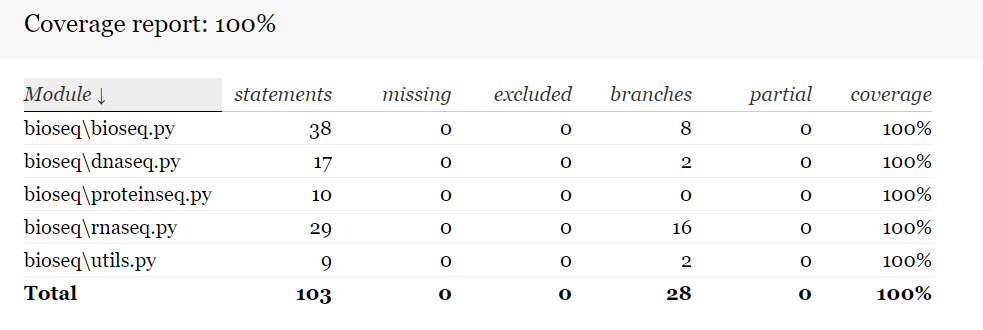 Coverage report: 100%
Module ↓ statements missing excluded branches partial coverage
bioseq\bioseq.py 38 0 0 8 0 100%
bioseq\dnaseq.py 17 0 0 2 0 100%
bioseq\proteinseq.py 10 0 0 0 0 100%
bioseq\rnaseq.py 29 0 0 16 0 100%
bioseq\utils.py 9 0 0 2 0 100%
Total 103 0 0 28 0 100%